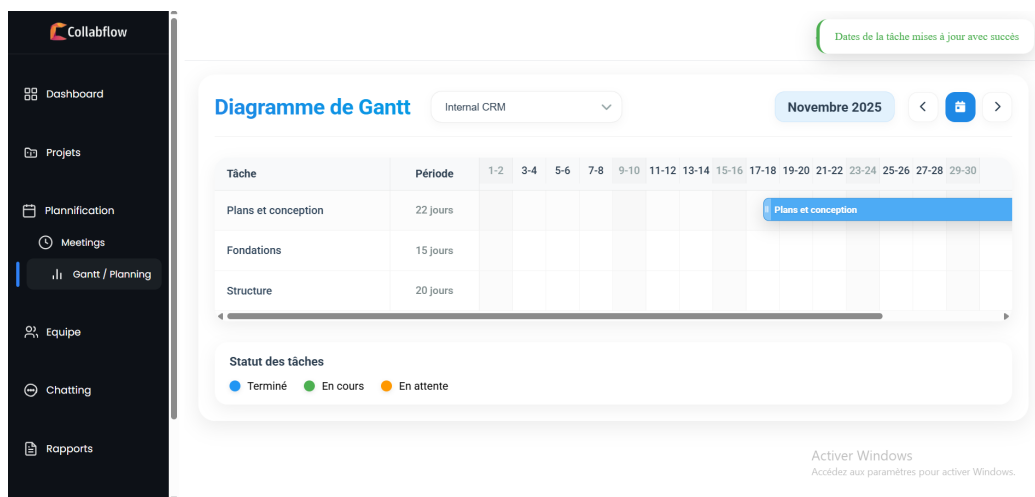 Collabflow
Dates de la tâche mises à jour avec succès
Dashboard
Projets
Plannification
Meetings
Gantt / Planning
Equipe
Chatting
Rapports
Diagramme de Gantt
Internal CRM
Novembre 2025
Tâche Période 1-2 3-4 5-6 7-8 9-10 11-12 13-14 15-16 17-18 19-20 21-22 23-24 25-26 27-28 29-30
Plans et conception 22 jours Plans et conception
Fondations 15 jours
Structure 20 jours
Statut des tâches
Terminé En cours En attente
Activer Windows
Accédez aux paramètres pour activer Windows.